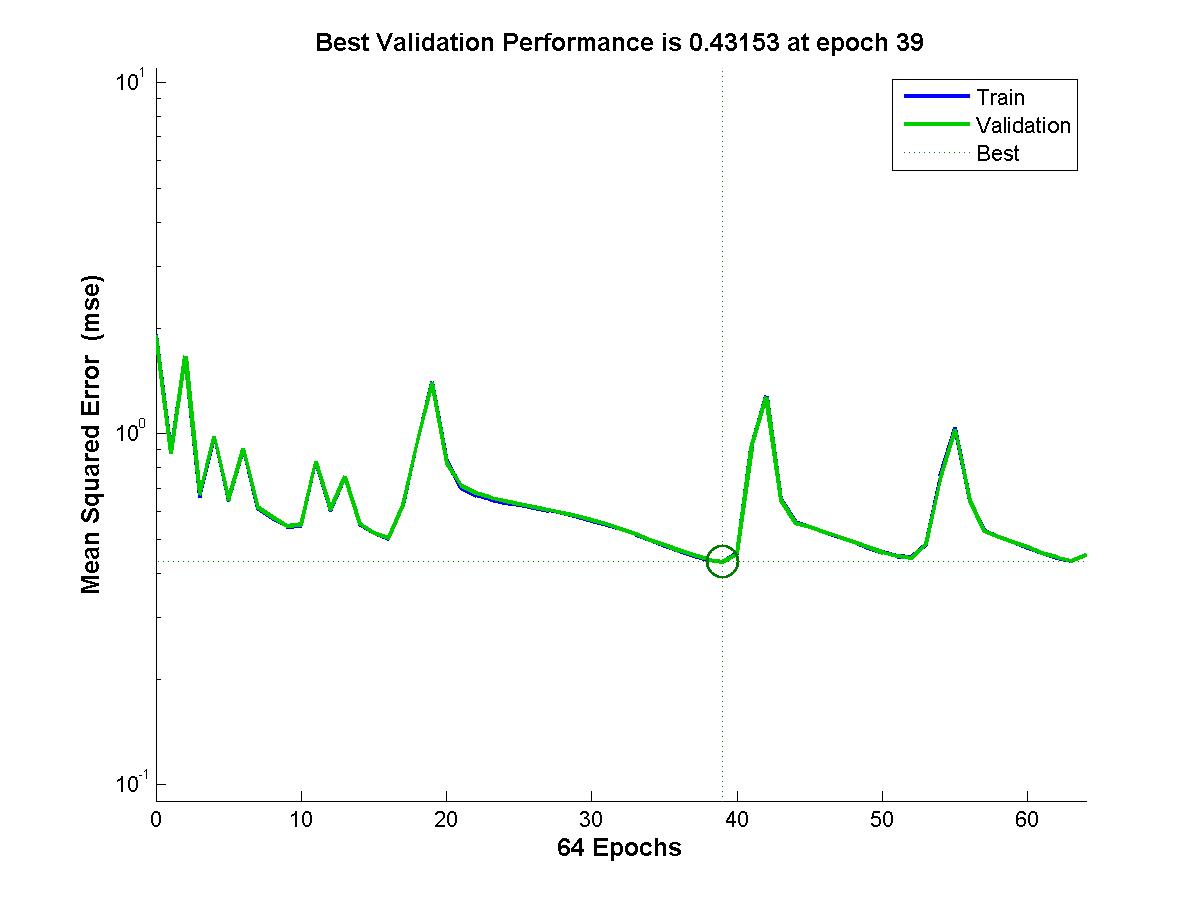 Best Validation Performance is 0.43153 at epoch 39
10^1
Train
Validation
Best
Mean Squared Error  (mse)
10^0
10^-1
0 10 20 30 40 50 60
64 Epochs